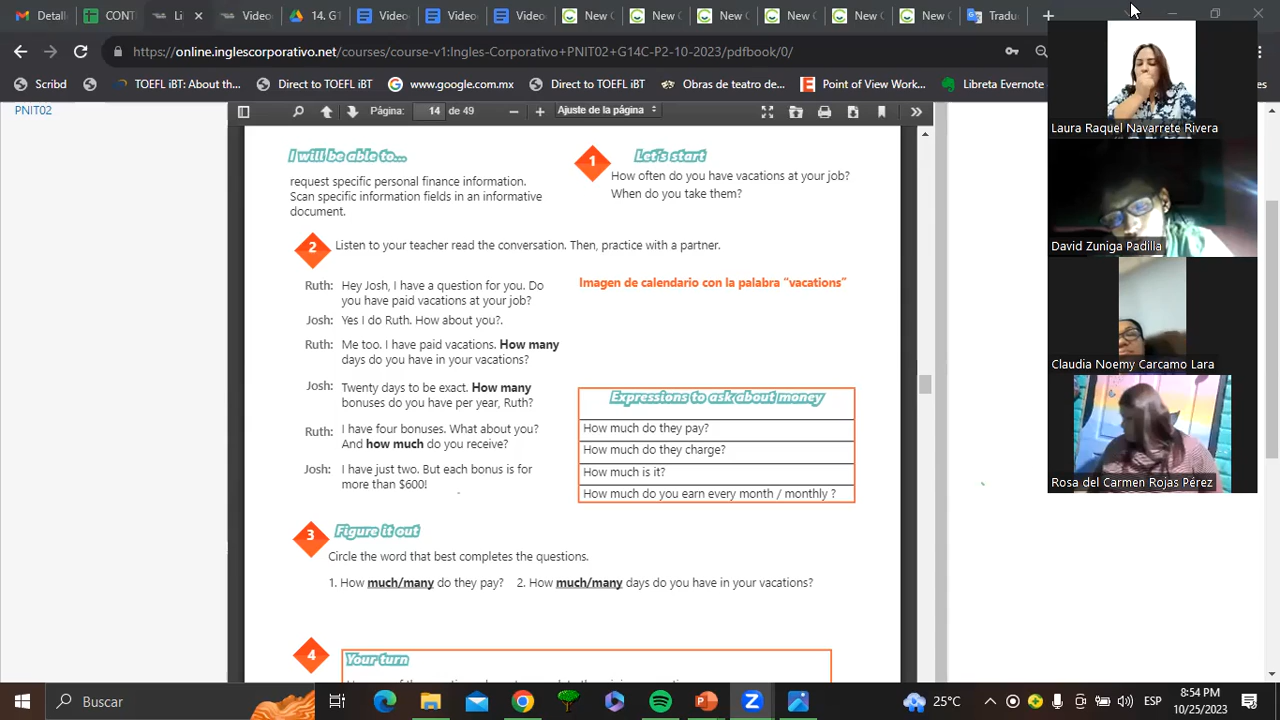 Detal
CON
Li
Video
14. G
Video
Video
Video
New
New
New
New
New
New
New
Tradu
https://online.inglescorporativo.net/courses/course-v1:Ingles-Corporativo+PNIT02+G14C-P2-10-2023/pdfbook/0/
Scribd
TOEFL iBT: About the...
Direct to TOEFL iBT
www.google.com.mx
Direct to TOEFL iBT
Observ@tetro acade...
Point of View Work...
Libreta Evernote
PNIT02
Página: 14 de 49
Ajuste de la página
I will be able to...
request specific personal finance information.
Scan specific information fields in an informative
document.
1 Let's start
How often do you have vacations at your job?
When do you take them?
2 Listen to your teacher read the conversation. Then, practice with a partner.
Ruth: Hey Josh, I have a question for you. Do
you have paid vacations at your job?
Josh: Yes I do Ruth. How about you?.
Ruth: Me too. I have paid vacations. How many
days do you have in your vacations?
Josh: Twenty days to be exact. How many
bonuses do you have per year, Ruth?
Ruth: I have four bonuses. What about you?
And how much do you receive?
Josh: I have just two. But each bonus is for
more than $600!
Imagen de calendario con la palabra “vacations”
Expressions to ask about money
How much do they pay?
How much do they charge?
How much is it?
How much do you earn every month / monthly ?
3 Figure it out
Circle the word that best completes the questions.
1. How much/many do they pay? 2. How much/many days do you have in your vacations?
4 Your turn
Laura Raquel Navarrete Rivera
David Zuniga Padilla
Claudia Noemy Carcamo Lara
Rosa del Carmen Rojas Pérez
Buscar
25°C
ESP
8:54 PM
10/25/2023